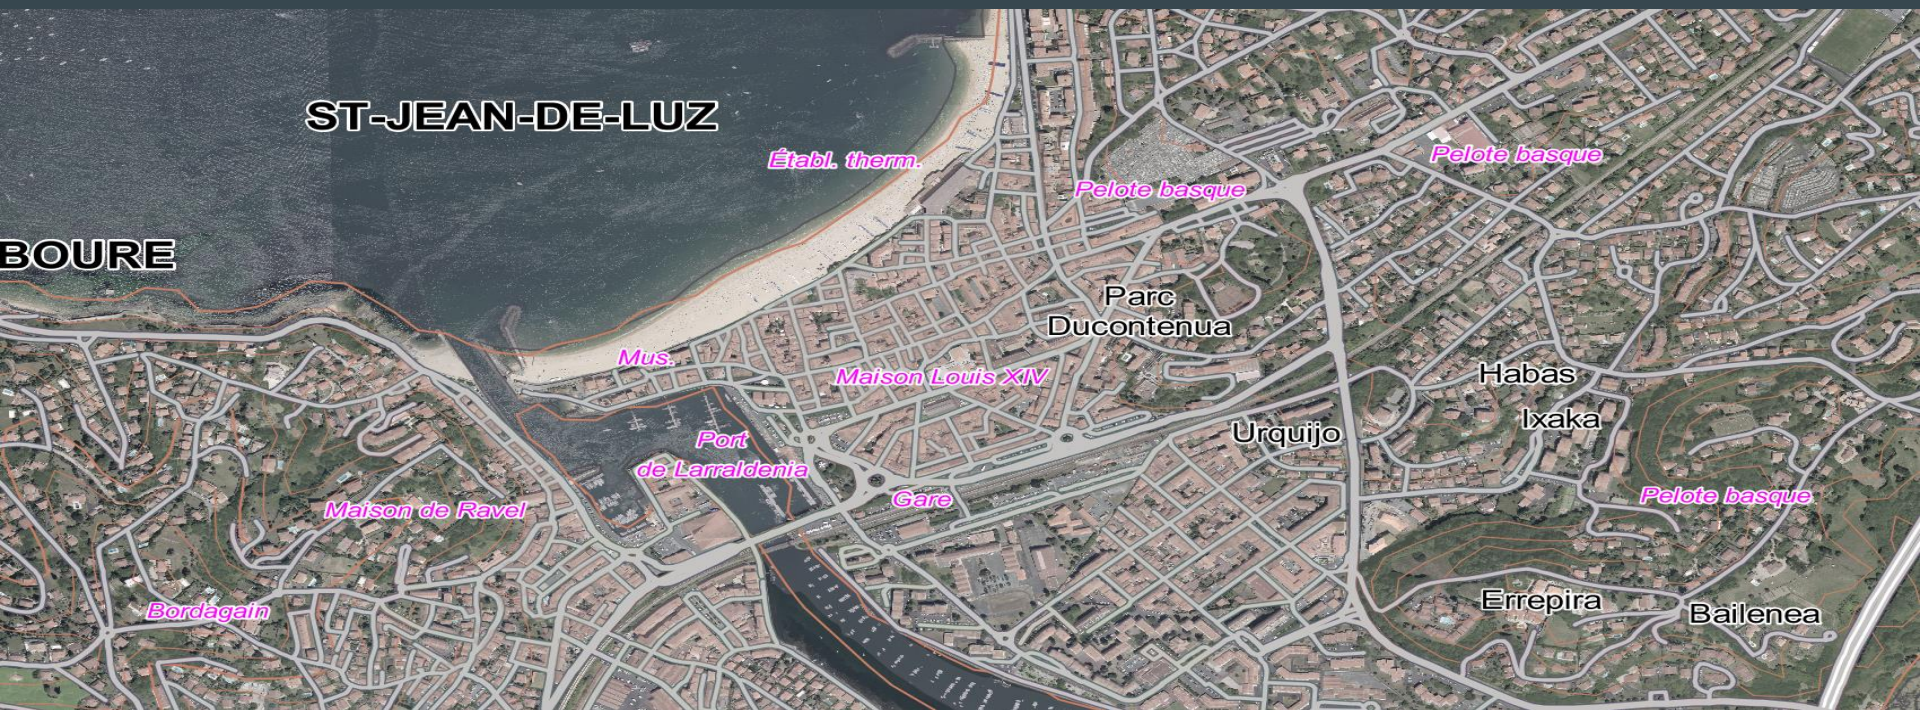 ST-JEAN-DE-LUZ
Établ. therm.
Pelote basque
Pelote basque
BOURE
Parc
Ducontenua
Mus.
Maison Louis XIV
Habas
Ixaka
Urquijo
Port
de Larraldenia
Gare
Pelote basque
Maison de Ravel
Bordagain
Errepira
Bailenea